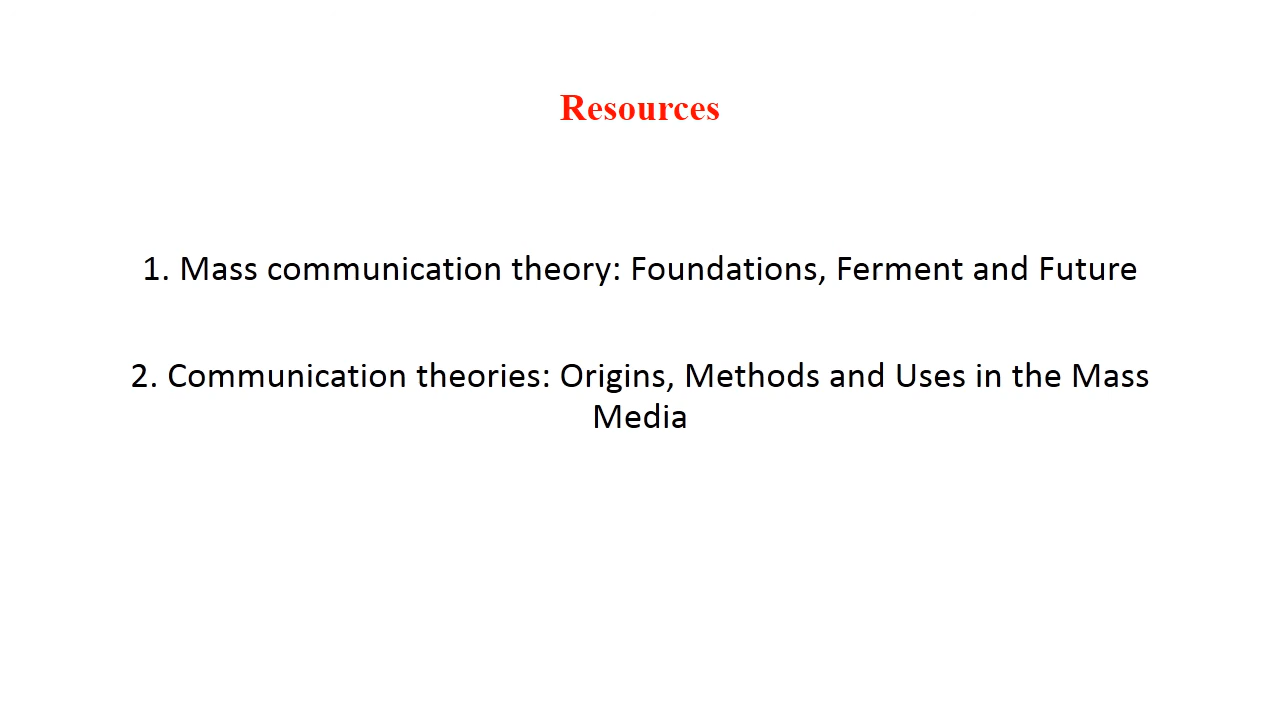 Resources
1. Mass communication theory: Foundations, Ferment and Future
2. Communication theories: Origins, Methods and Uses in the Mass
Media